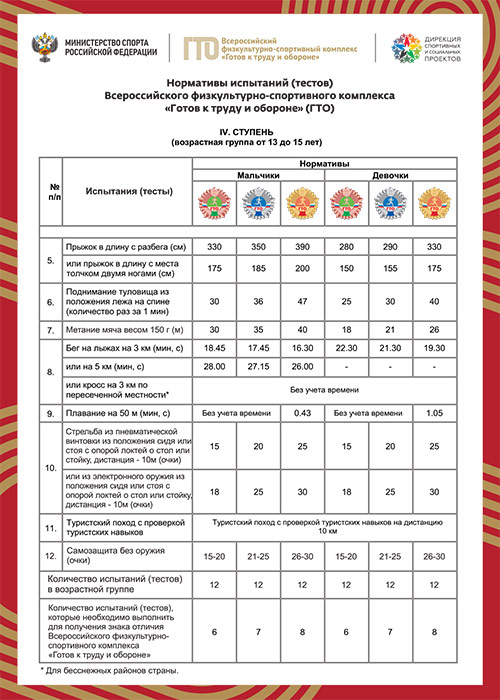 МИНИСТЕРСТВО СПОРТА
РОССИЙСКОЙ ФЕДЕРАЦИИ
ГТО
Всероссийский
физкультурно-спортивный комплекс
«Готов к труду и обороне»
ДИРЕКЦИЯ
СПОРТИВНЫХ
И СОЦИАЛЬНЫХ
ПРОЕКТОВ
Нормативы испытаний (тестов)
Всероссийского физкультурно-спортивного комплекса
«Готов к труду и обороне» (ГТО)
IV. СТУПЕНЬ
(возрастная группа от 13 до 15 лет)
№ п/п Испытания (тесты) Нормативы
Мальчики Девочки
ГТО ГТО ГТО ГТО ГТО ГТО
5. Прыжок в длину с разбега (см) 330 350 390 280 290 330
или прыжок в длину с места
толчком двумя ногами (см) 175 185 200 150 155 175
6. Поднимание туловища из
положения лежа на спине
(количество раз за 1 мин) 30 36 47 25 30 40
7. Метание мяча весом 150 г (м) 30 35 40 18 21 26
8. Бег на лыжах на 3 км (мин, с) 18.45 17.45 16.30 22.30 21.30 19.30
или на 5 км (мин, с) 28.00 27.15 26.00 - - -
или кросс на 3 км по
пересеченной местности* Без учета времени
9. Плавание на 50 м (мин, с) Без учета времени 0.43 Без учета времени 1.05
10. Стрельба из пневматической
винтовки из положения сидя или
стоя с опорой локтей о стол или
стойку, дистанция - 10м (очки) 15 20 25 15 20 25
или из электронного оружия из
положения сидя или стоя с
опорой локтей о стол или стойку,
дистанция - 10м (очки) 18 25 30 18 25 30
11. Туристский поход с проверкой
туристских навыков Туристский поход с проверкой туристских навыков на дистанцию
10 км
12. Самозащита без оружия
(очки) 15-20 21-25 26-30 15-20 21-25 26-30
Количество испытаний (тестов)
в возрастной группе 12 12 12 12 12 12
Количество испытаний (тестов),
которые необходимо выполнить
для получения знака отличия
Всероссийского физкультурно-
спортивного комплекса
«Готов к труду и обороне» 6 7 8 6 7 8
* Для бесснежных районов страны.